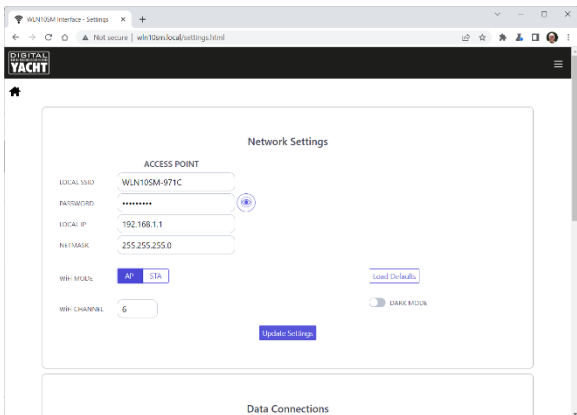 WLN10SM Interface - Settings
Not secure | wln10sm.local/settings.html
DIGITAL
YACHT
Network Settings
ACCESS POINT
LOCAL SSID WLN10SM-971C
PASSWORD •••••••••
LOCAL IP 192.168.1.1
NETMASK 255.255.255.0
WIFI MODE AP STA Load Defaults
WIFI CHANNEL 6 DARK MODE
Update Settings
Data Connections